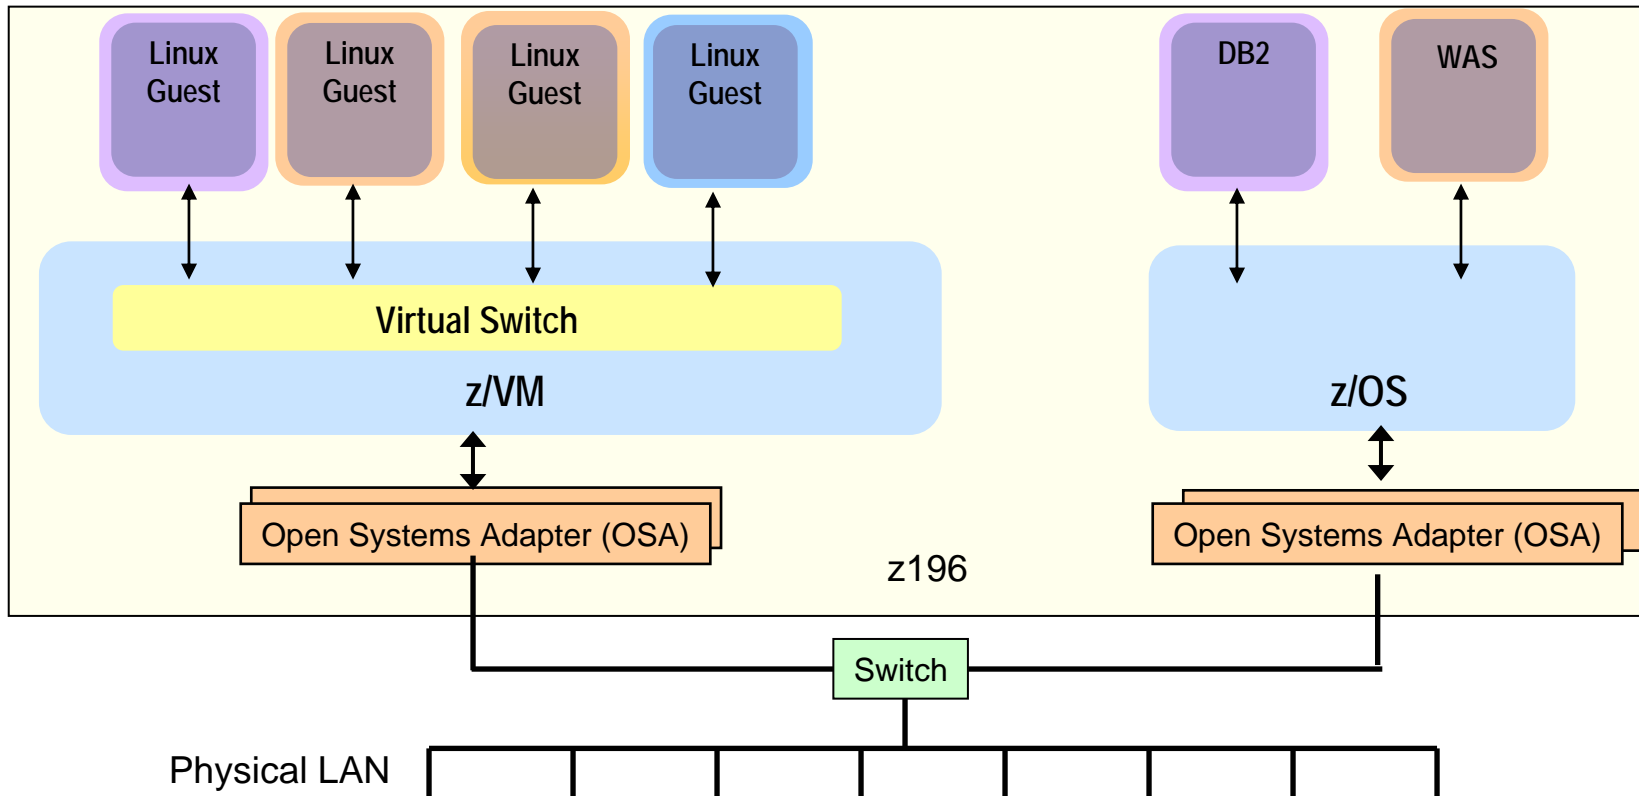 Linux
Guest
Linux
Guest
Linux
Guest
Linux
Guest
DB2
WAS
Virtual Switch
z/VM
z/OS
Open Systems Adapter (OSA)
Open Systems Adapter (OSA)
z196
Switch
Physical LAN